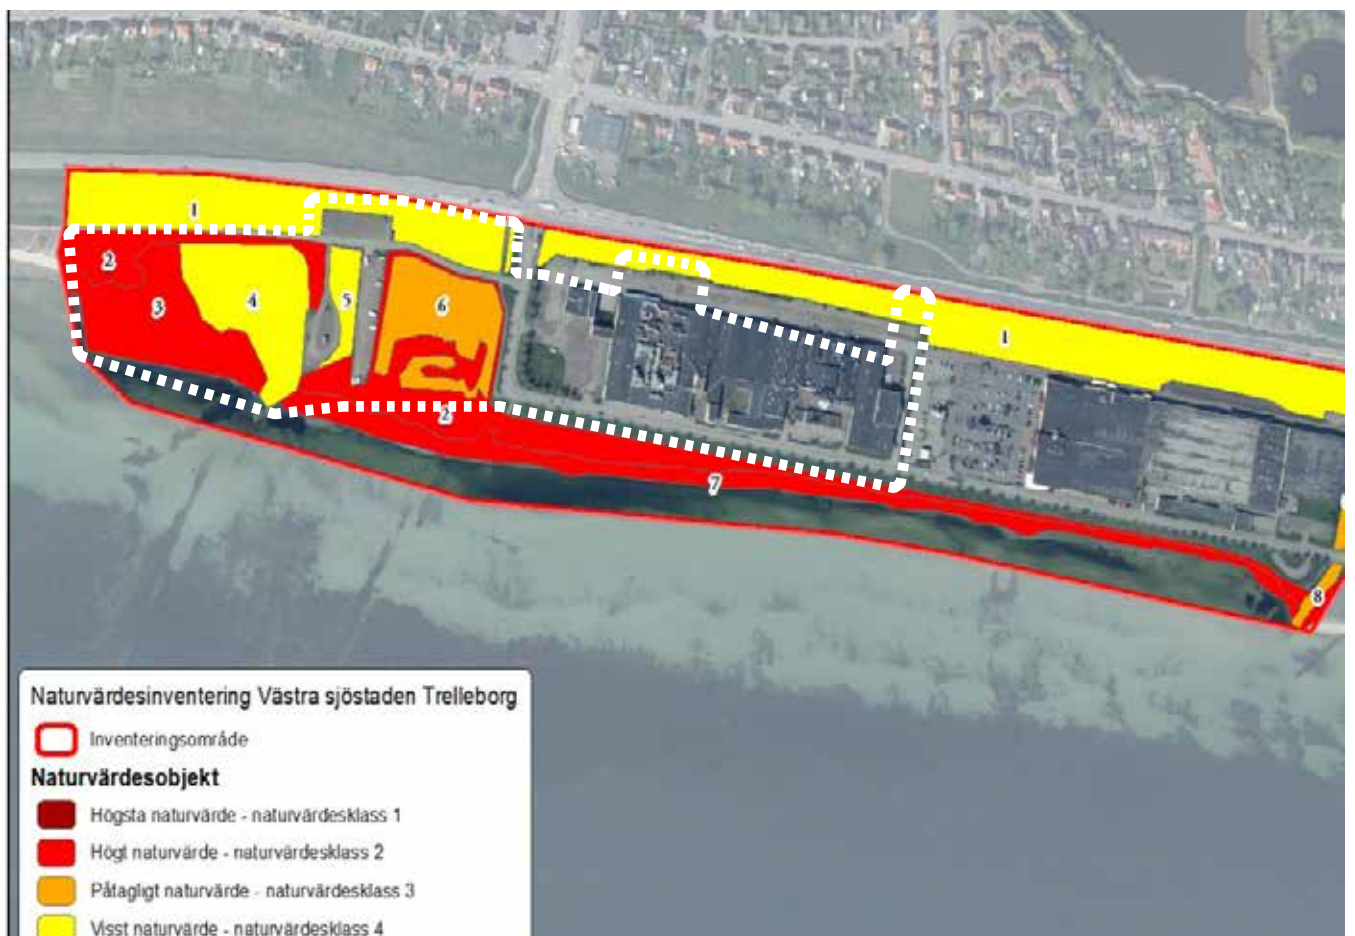 1
2
3
4
5
6
1
2
7
8
Naturvärdesinventering Västra sjöstaden Trelleborg
Inventeringsområde
Naturvärdesobjekt
Högsta naturvärde - naturvärdesklass 1
Högt naturvärde - naturvärdesklass 2
Påtagligt naturvärde - naturvärdesklass 3
Visst naturvärde - naturvärdesklass 4